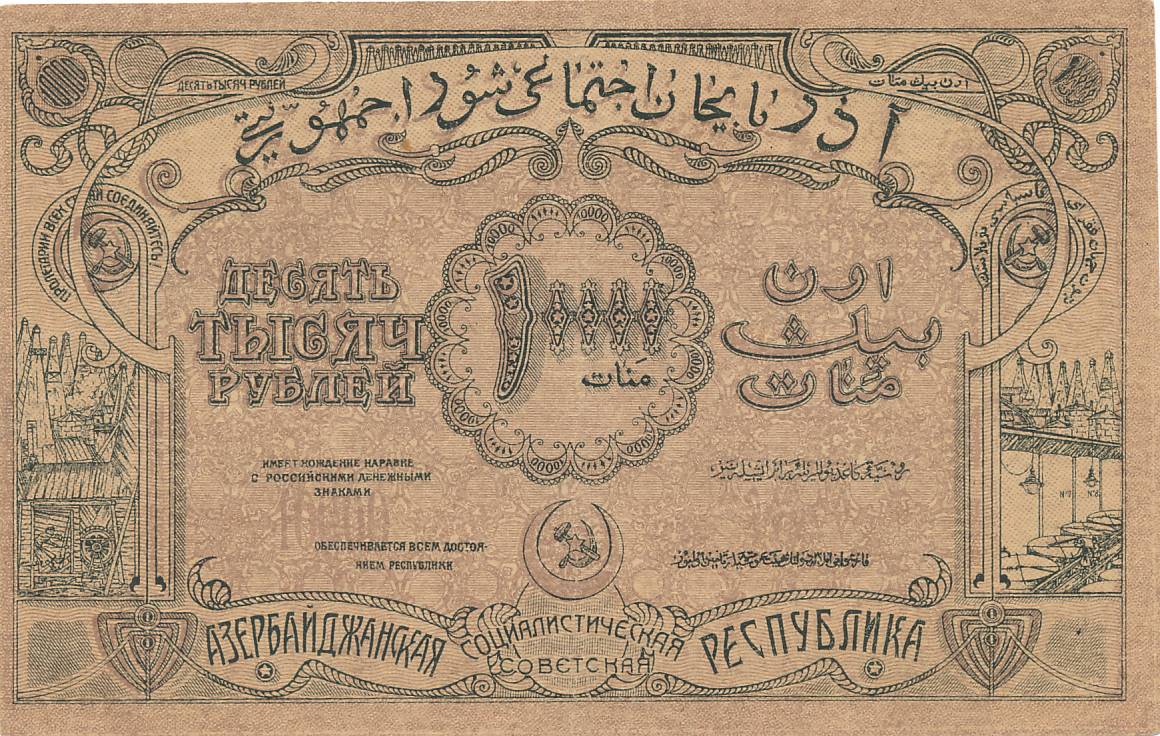 ДЕСЯТЬ ТЫСЯЧ РУБЛЕЙ
اون بیك منات
آذربایجان اجتماعی شورا جمهوریتی
ПРОЛЕТАРИИ ВСЕХ СТРАН СОЕДИНЯЙТЕСЬ
10000
ДЕСЯТЬ
ТЫСЯЧ
РУБЛЕЙ
۱۰۰۰۰
منات
اون
بیك
منات
ИМЕЕТ ХОЖДЕНИЕ НАРАВНЕ
С РОССИЙСКИМИ ДЕНЕЖНЫМИ
ЗНАКАМИ
ОБЕСПЕЧИВАЕТСЯ ВСЕМ ДОСТОЯ-
НИЕМ РЕСПУБЛИКИ
АЗЕРБАЙДЖАНСКАЯ
СОЦИАЛИСТИЧЕСКАЯ
СОВЕТСКАЯ
РЕСПУБЛИКА